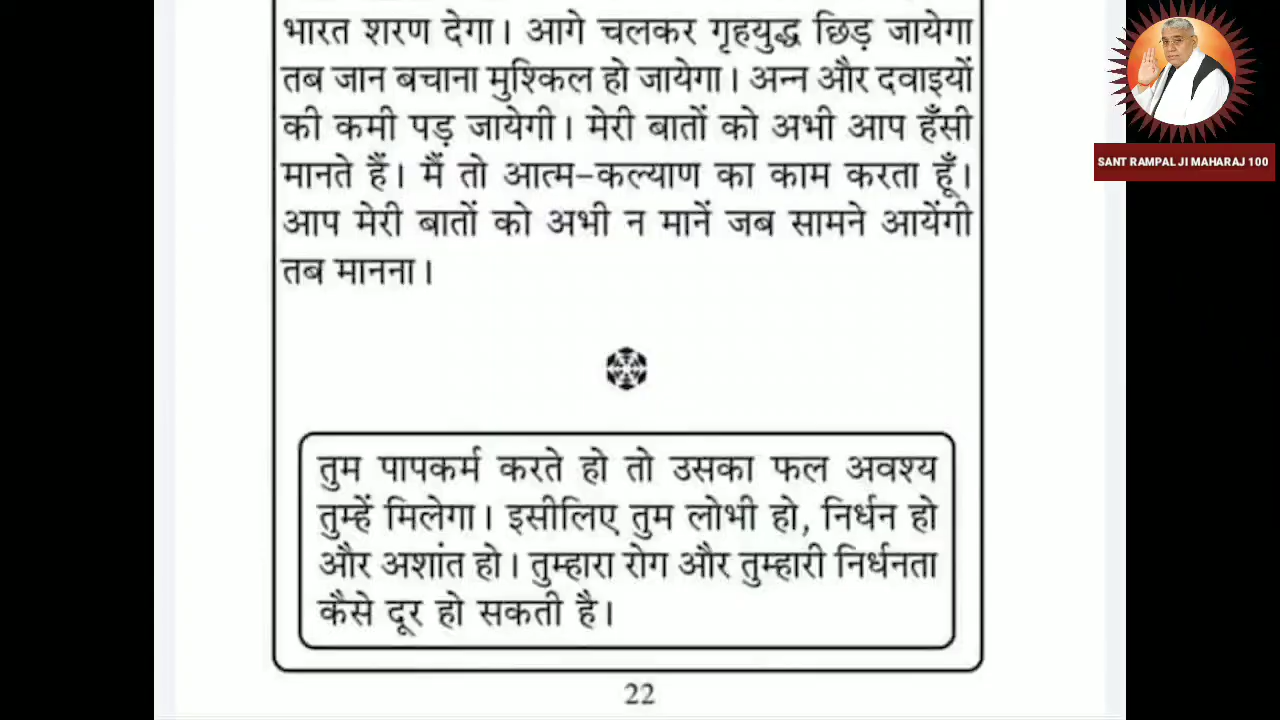 भारत शरण देगा। आगे चलकर गृहयुद्ध छिड़ जायेगा
तब जान बचाना मुश्किल हो जायेगा। अन्न और दवाइयों
की कमी पड़ जायेगी। मेरी बातों को अभी आप हँसी
मानते हैं। मैं तो आत्म-कल्याण का काम करता हूँ।
आप मेरी बातों को अभी न मानें जब सामने आयेंगी
तब मानना।
तुम पापकर्म करते हो तो उसका फल अवश्य
तुम्हें मिलेगा। इसीलिए तुम लोभी हो, निर्धन हो
और अशांत हो। तुम्हारा रोग और तुम्हारी निर्धनता
कैसे दूर हो सकती है।
22
SANT RAMPAL JI MAHARAJ 100